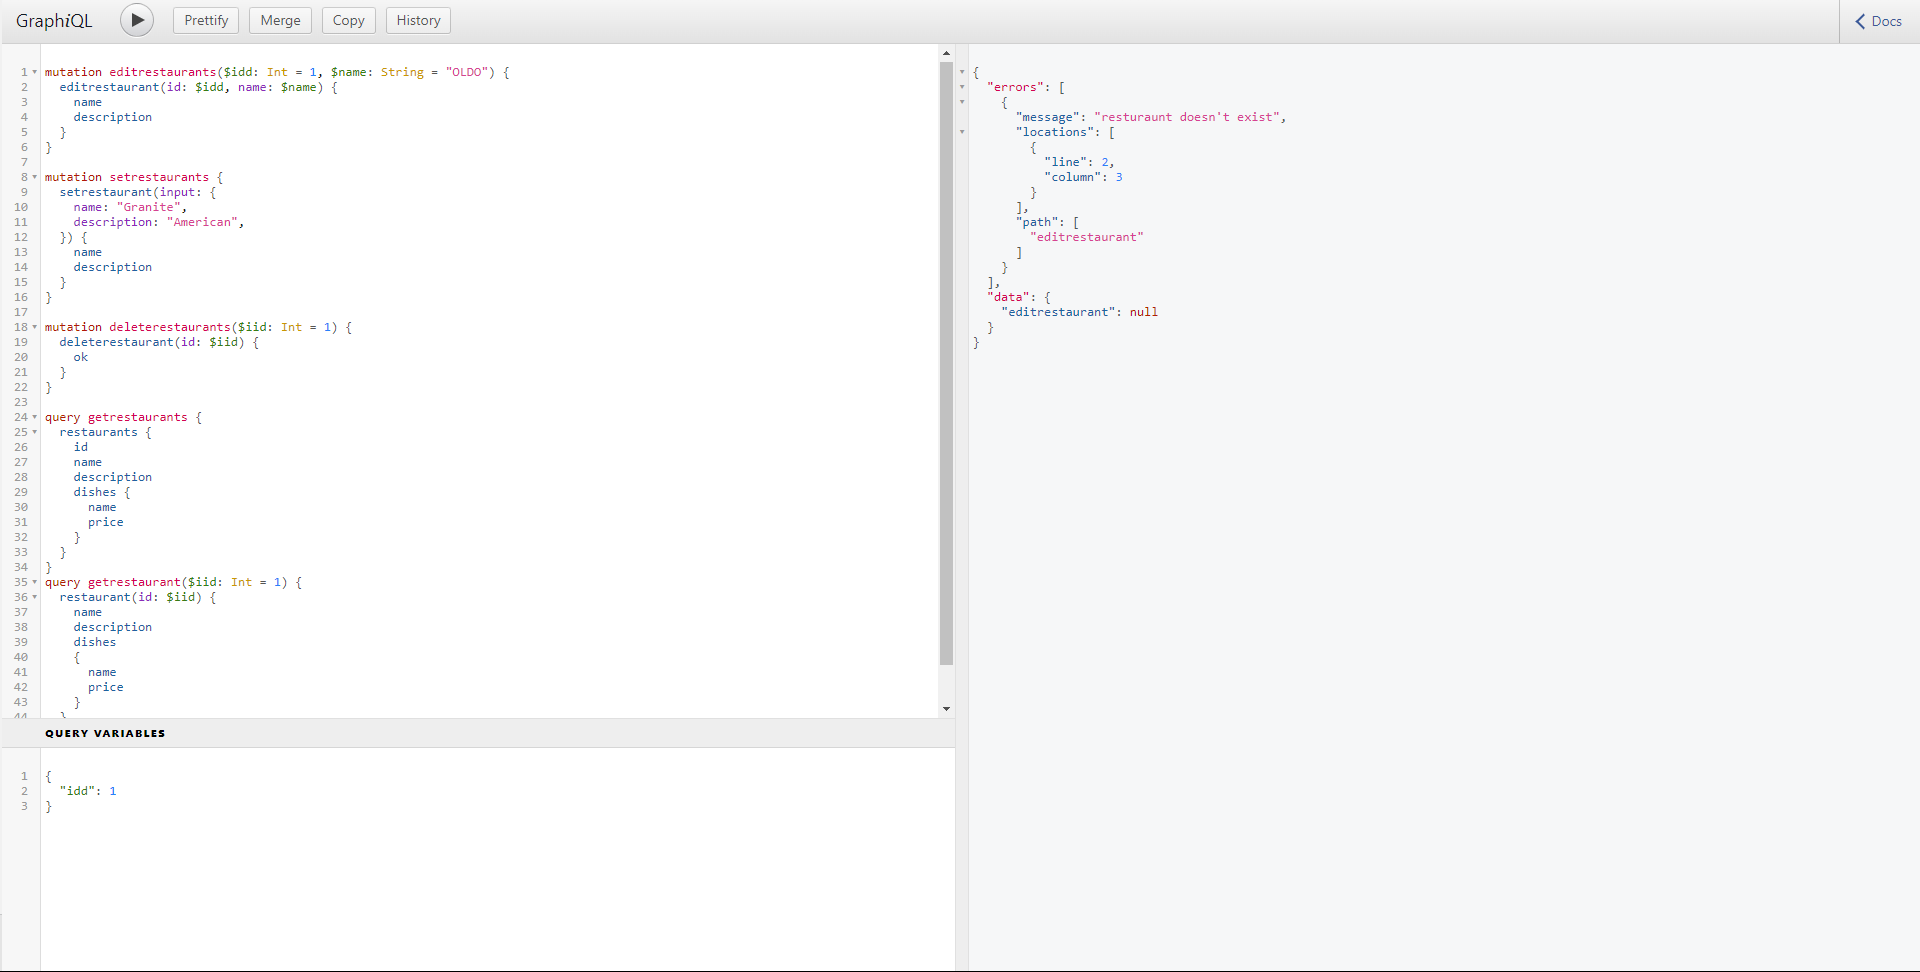 GraphiQL
Prettify
Merge
Copy
History
Docs
1 mutation editrestaurants($idd: Int = 1, $name: String = "OLDO") {
2 editrestaurant(id: $idd, name: $name) {
3 name
4 description
5 }
6 }
7
8 mutation setrestaurants {
9 setrestaurant(input: {
10 name: "Granite",
11 description: "American",
12 }) {
13 name
14 description
15 }
16 }
17
18 mutation deleterestaurants($iid: Int = 1) {
19 deleterestaurant(id: $iid) {
20 ok
21 }
22 }
23
24 query getrestaurants {
25 restaurants {
26 id
27 name
28 description
29 dishes {
30 name
31 price
32 }
33 }
34 }
35 query getrestaurant($iid: Int = 1) {
36 restaurant(id: $iid) {
37 name
38 description
39 dishes
40 {
41 name
42 price
43 }
44 }
QUERY VARIABLES
1 {
2 "idd": 1
3 }
{
"errors": [
{
"message": "resturaunt doesn't exist",
"locations": [
{
"line": 2,
"column": 3
}
],
"path": [
"editrestaurant"
]
}
],
"data": {
"editrestaurant": null
}
}